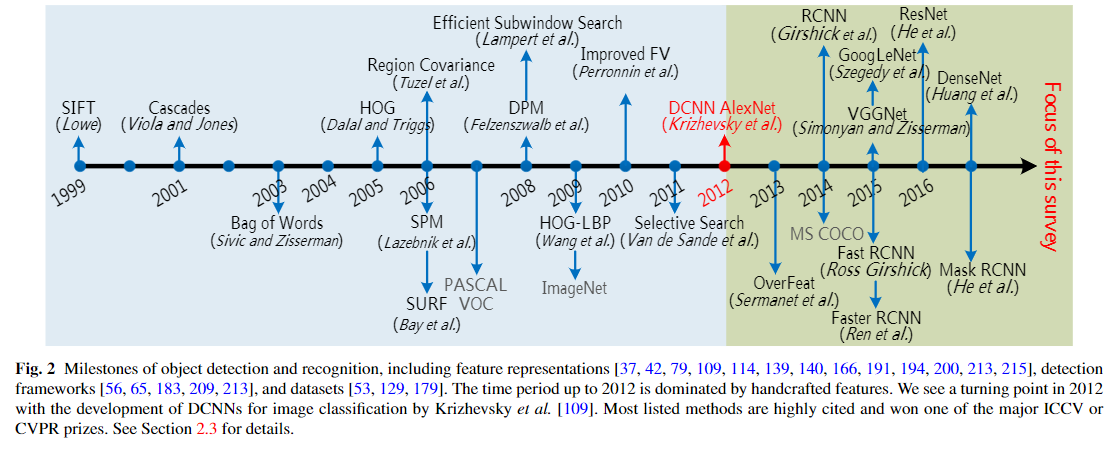 Efficient Subwindow Search
(Lampert et al.)
RCNN
(Girshick et al.)
ResNet
(He et al.)
Region Covariance
(Tuzel et al.)
Improved FV
(Perronnin et al.)
GoogLeNet
(Szegedy et al.)
DenseNet
(Huang et al.)
SIFT
(Lowe)
Cascades
(Viola and Jones)
HOG
(Dalal and Triggs)
DPM
(Felzenszwalb et al.)
DCNN AlexNet
(Krizhevsky et al.)
VGGNet
(Simonyan and Zisserman)
Focus of this survey
1999
2001
2003
2004
2005
2006
2008
2009
2010
2011
2012
2013
2014
2015
2016
Bag of Words
(Sivic and Zisserman)
SPM
(Lazebnik et al.)
HOG-LBP
(Wang et al.)
Selective Search
(Van de Sande et al.)
MS COCO
Fast RCNN
(Ross Girshick)
Mask RCNN
(He et al.)
SURF
(Bay et al.)
PASCAL
VOC
ImageNet
OverFeat
(Sermanet et al.)
Faster RCNN
(Ren et al.)
Fig. 2 Milestones of object detection and recognition, including feature representations [37, 42, 79, 109, 114, 139, 140, 166, 191, 194, 200, 213, 215], detection
frameworks [56, 65, 183, 209, 213], and datasets [53, 129, 179]. The time period up to 2012 is dominated by handcrafted features. We see a turning point in 2012
with the development of DCNNs for image classification by Krizhevsky et al. [109]. Most listed methods are highly cited and won one of the major ICCV or
CVPR prizes. See Section 2.3 for details.